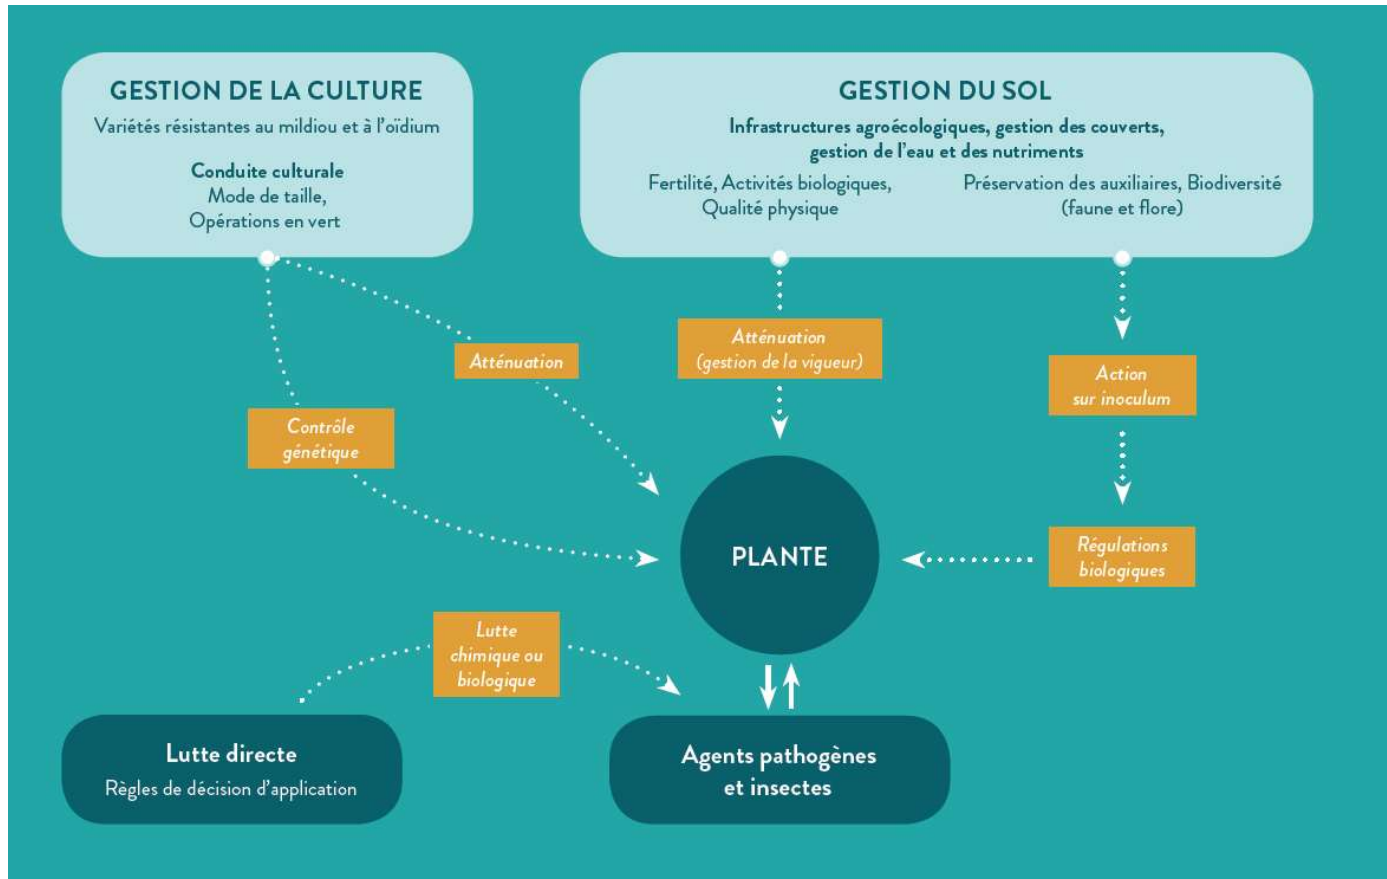 GESTION DE LA CULTURE
Variétés résistantes au mildiou et à l'oïdium
Conduite culturale
Mode de taille,
Opérations en vert
GESTION DU SOL
Infrastructures agroécologiques, gestion des couverts,
gestion de l'eau et des nutriments
Fertilité, Activités biologiques,
Qualité physique
Préservation des auxiliaires, Biodiversité
(faune et flore)
Atténuation
Atténuation
(gestion de la vigueur)
Action
sur inoculum
Contrôle
génétique
PLANTE
Régulations
biologiques
Lutte
chimique ou
biologique
Lutte directe
Règles de décision d'application
Agents pathogènes
et insectes